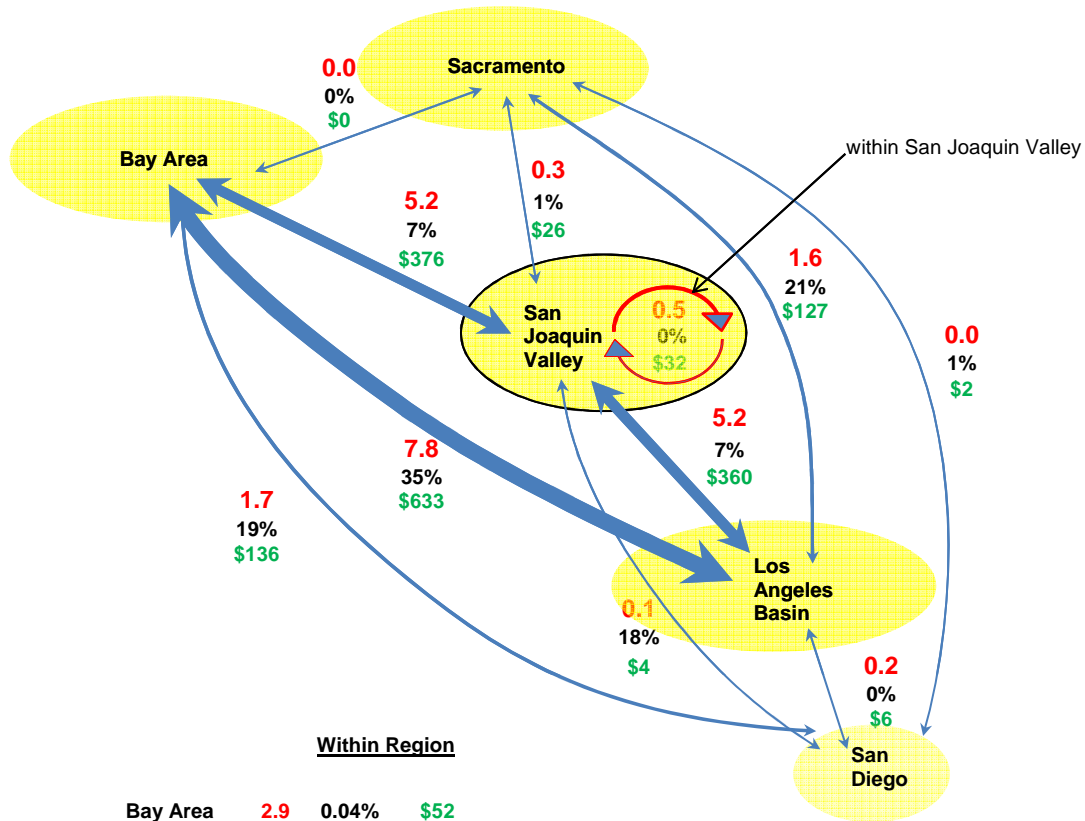 Sacramento
0.0
0%
$0
Bay Area
within San Joaquin Valley
0.3
1%
$26
5.2
7%
$376
1.6
21%
$127
San
Joaquin
Valley
0.5
0%
$32
0.0
1%
$2
5.2
7%
$360
7.8
35%
$633
1.7
19%
$136
Los
Angeles
Basin
0.1
18%
$4
0.2
0%
$6
San
Diego
Within Region
Bay Area 2.9 0.04% $52